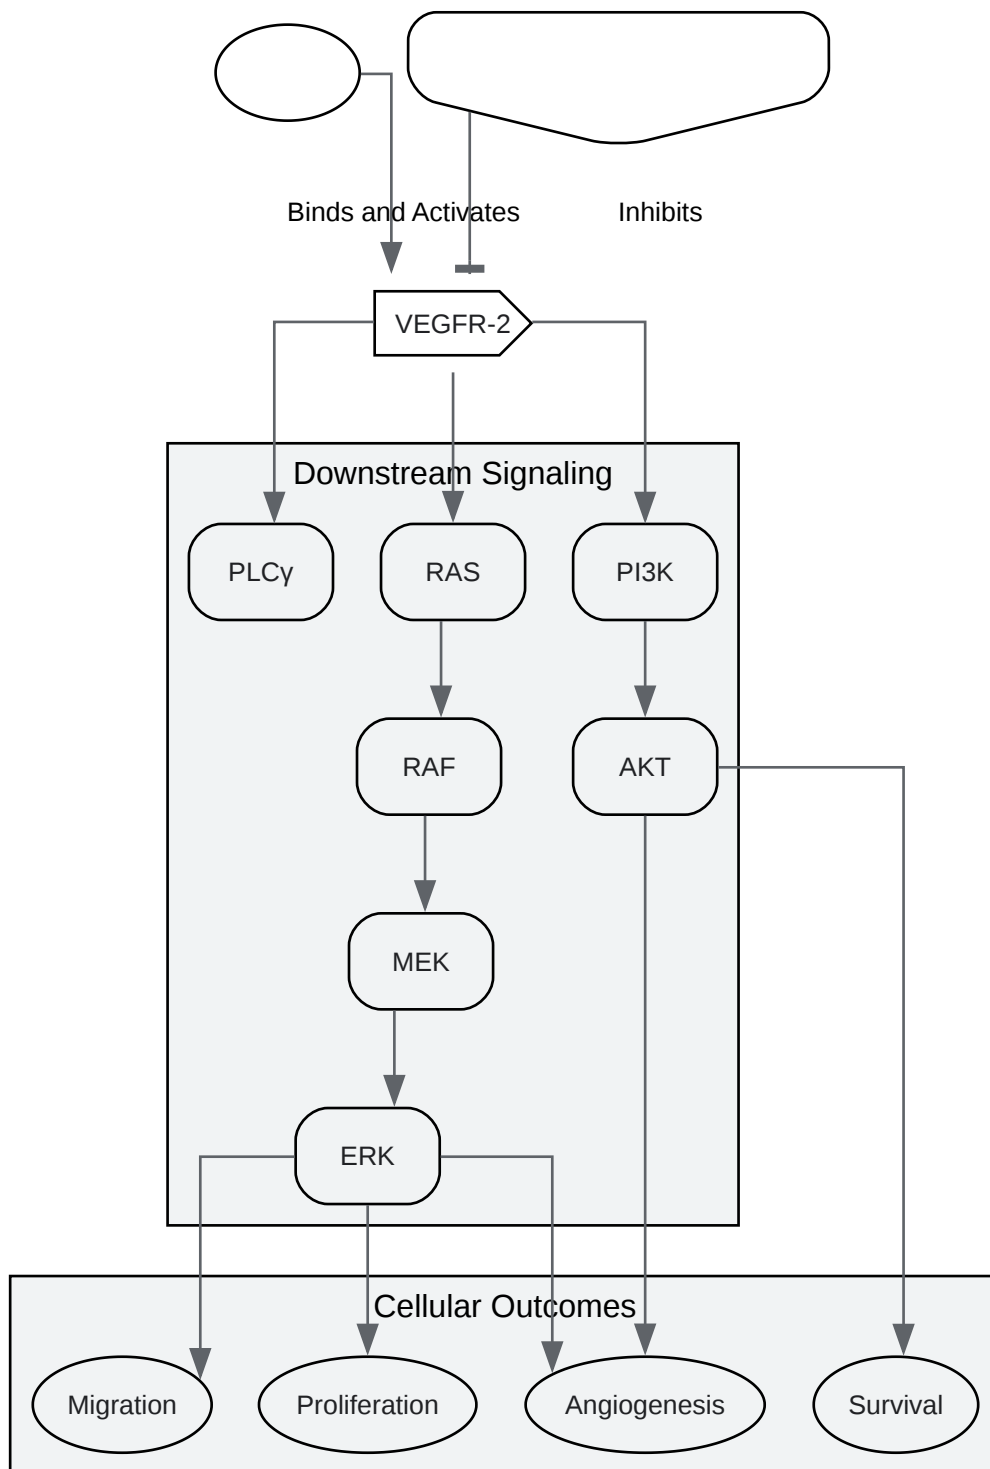 Binds and Activates
Inhibits
VEGFR-2
Downstream Signaling
PLCγ
RAS
PI3K
RAF
AKT
MEK
ERK
Cellular Outcomes
Migration
Proliferation
Angiogenesis
Survival